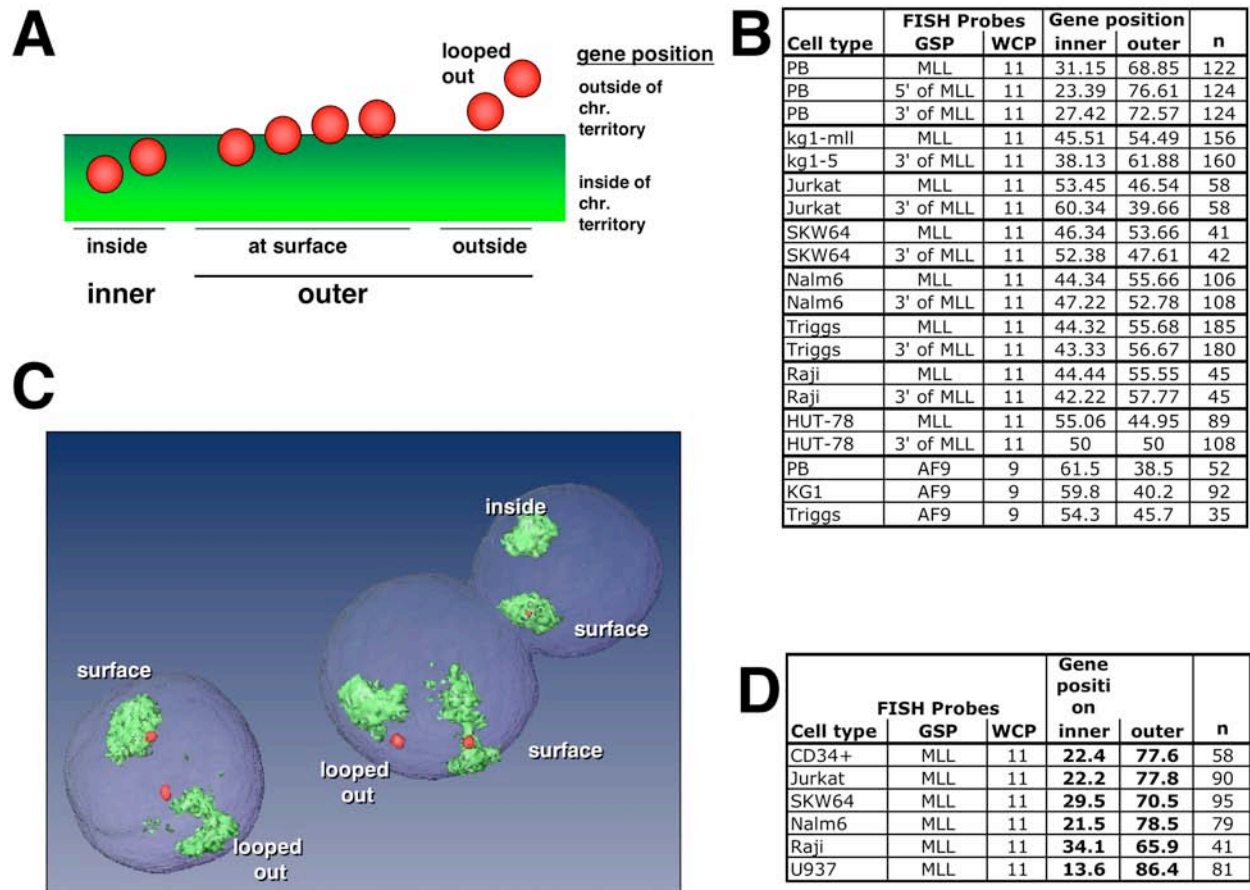 A
looped
out
gene position
outside of
chr.
territory
inside of
chr.
territory
inside
at surface
outside
inner
outer
B
FISH Probes Gene position
Cell type GSP WCP inner outer n
PB MLL 11 31.15 68.85 122
PB 5' of MLL 11 23.39 76.61 124
PB 3' of MLL 11 27.42 72.57 124
kg1-mll MLL 11 45.51 54.49 156
kg1-5 3' of MLL 11 38.13 61.88 160
Jurkat MLL 11 53.45 46.54 58
Jurkat 3' of MLL 11 60.34 39.66 58
SKW64 MLL 11 46.34 53.66 41
SKW64 3' of MLL 11 52.38 47.61 42
Nalm6 MLL 11 44.34 55.66 106
Nalm6 3' of MLL 11 47.22 52.78 108
Triggs MLL 11 44.32 55.68 185
Triggs 3' of MLL 11 43.33 56.67 180
Raji MLL 11 44.44 55.55 45
Raji 3' of MLL 11 42.22 57.77 45
HUT-78 MLL 11 55.06 44.95 89
HUT-78 3' of MLL 11 50 50 108
PB AF9 9 61.5 38.5 52
KG1 AF9 9 59.8 40.2 92
Triggs AF9 9 54.3 45.7 35
C
inside
surface
surface
looped
out
surface
looped
out
D
Gene
positi
FISH Probes on
Cell type GSP WCP inner outer n
CD34+ MLL 11 22.4 77.6 58
Jurkat MLL 11 22.2 77.8 90
SKW64 MLL 11 29.5 70.5 95
Nalm6 MLL 11 21.5 78.5 79
Raji MLL 11 34.1 65.9 41
U937 MLL 11 13.6 86.4 81